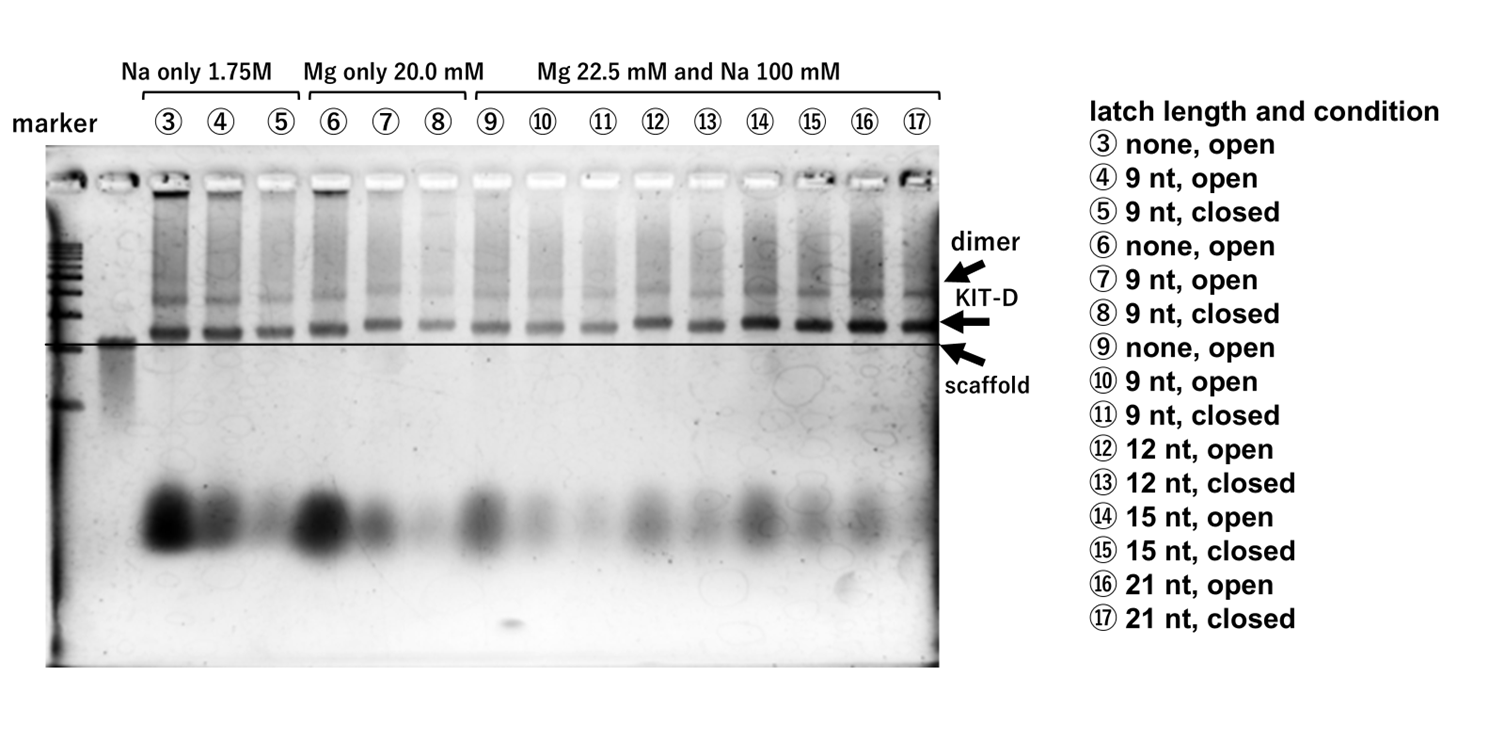 Na only 1.75M Mg only 20.0 mM Mg 22.5 mM and Na 100 mM
marker ③ ④ ⑤ ⑥ ⑦ ⑧ ⑨ ⑩ ⑪ ⑫ ⑬ ⑭ ⑮ ⑯ ⑰
dimer
KIT-D
scaffold
latch length and condition
③ none, open
④ 9 nt, open
⑤ 9 nt, closed
⑥ none, open
⑦ 9 nt, open
⑧ 9 nt, closed
⑨ none, open
⑩ 9 nt, open
⑪ 9 nt, closed
⑫ 12 nt, open
⑬ 12 nt, closed
⑭ 15 nt, open
⑮ 15 nt, closed
⑯ 21 nt, open
⑰ 21 nt, closed